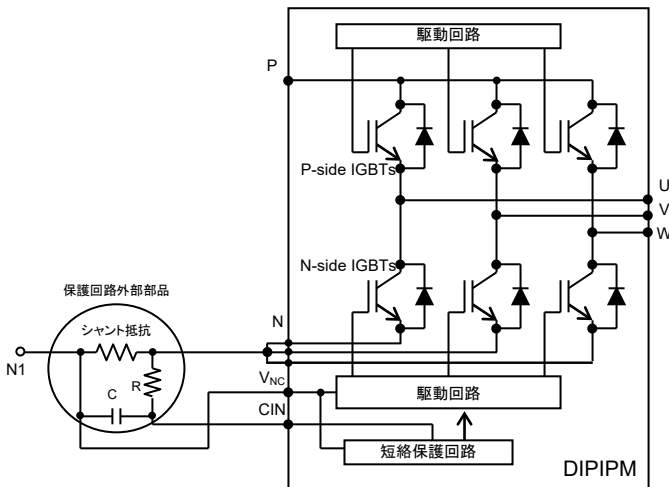 駆動回路
P
P-side IGBTs
U
V
W
N-side IGBTs
保護回路外部部品
シャント抵抗
N
N1
R
C
VNC
駆動回路
CIN
短絡保護回路
DIPIPM